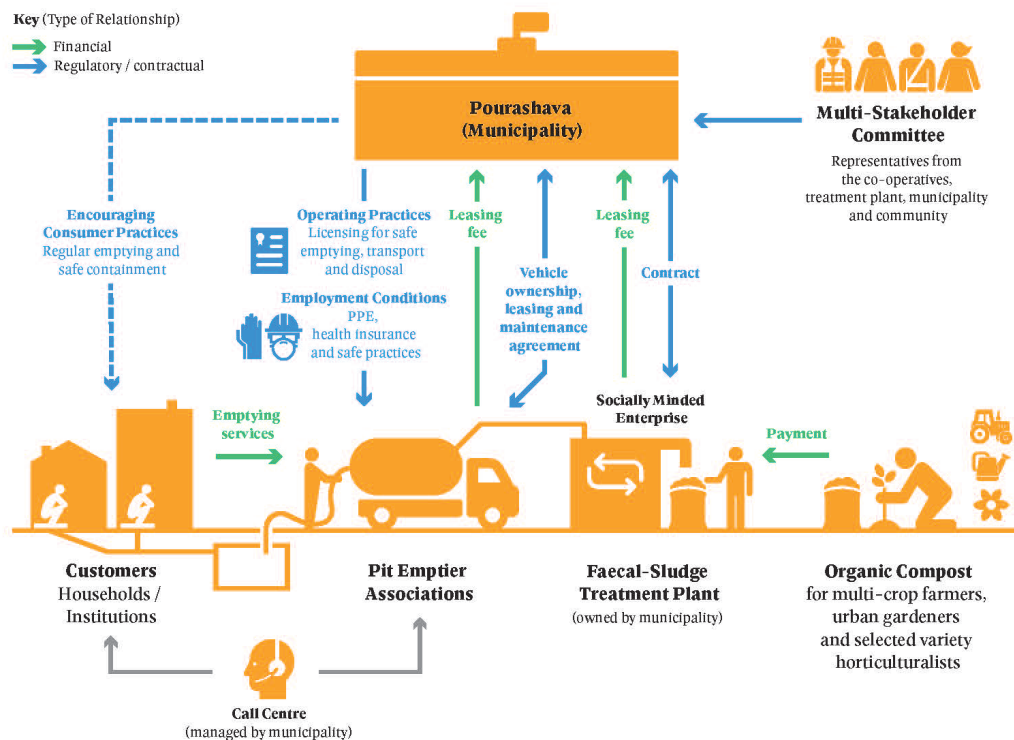 Key (Type of Relationship)
Financial
Regulatory / contractual
Pourashava
(Municipality)
Multi-Stakeholder
Committee
Representatives from
the co-operatives,
treatment plant, municipality
and community
Encouraging
Consumer Practices
Regular emptying and
safe containment
Operating Practices
Licensing for safe
emptying, transport
and disposal
Employment Conditions
PPE,
health insurance
and safe practices
Leasing
fee
Vehicle
ownership,
leasing and
maintenance
agreement
Leasing
fee
Contract
Socially Minded
Enterprise
Emptying
services
Payment
Customers
Households /
Institutions
Pit Emptier
Associations
Faecal-Sludge
Treatment Plant
(owned by municipality)
Organic Compost
for multi-crop farmers,
urban gardeners
and selected variety
horticulturalists
Call Centre
(managed by municipality)